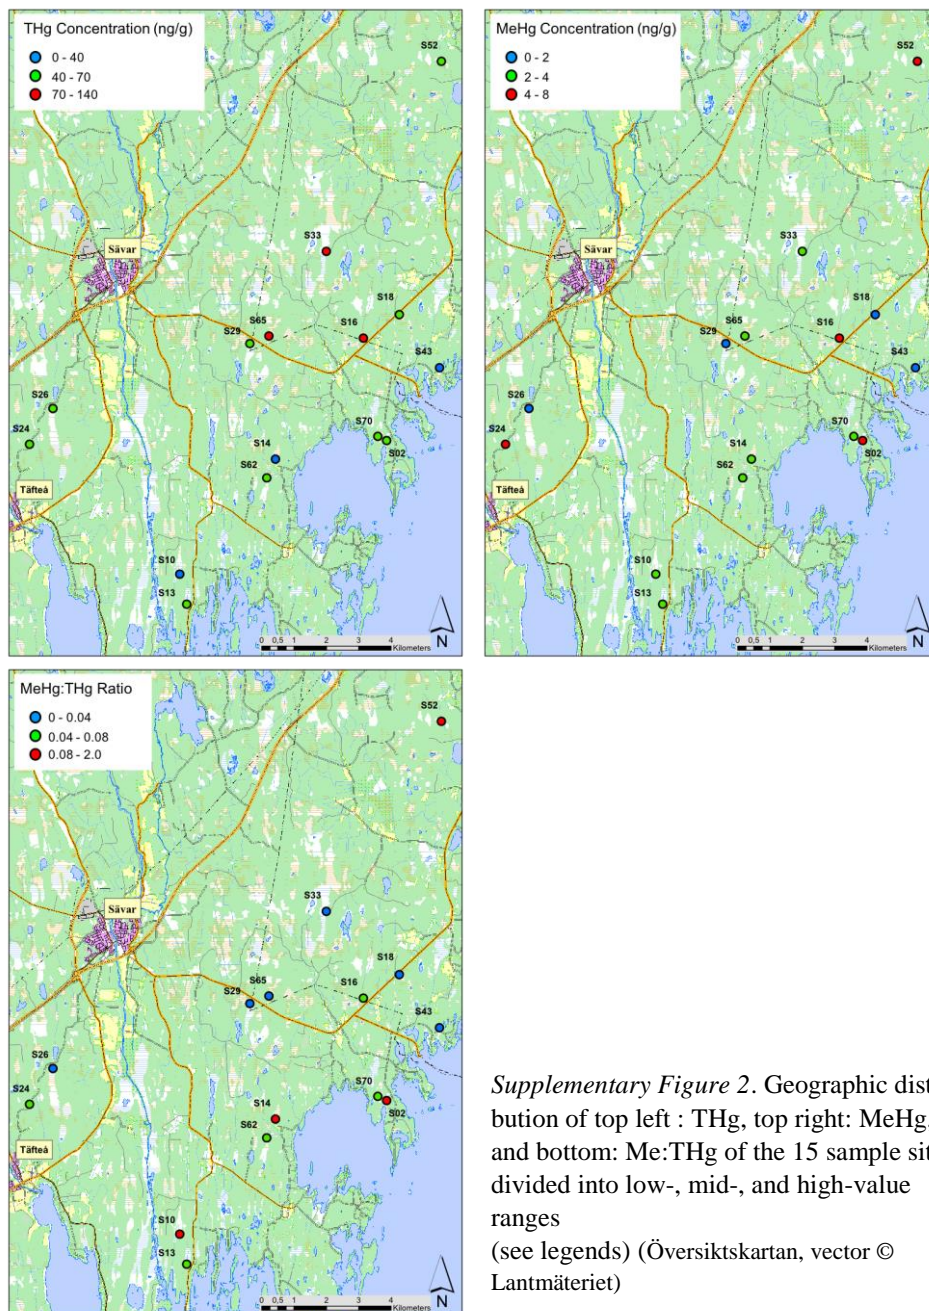 THg Concentration (ng/g)
0 - 40
40 - 70
70 - 140
S52
S33
Sävar
S18
S65
S29
S16
S43
S26
S24
S70
S14
S02
S62
Täfteå
S10
S13
N
0 0,5 1 2 3 4
Kilometers
MeHg Concentration (ng/g)
0 - 2
2 - 4
4 - 8
S52
S33
Sävar
S18
S65
S29
S16
S43
S26
S24
S70
S14
S02
S62
Täfteå
S10
S13
N
0 0,5 1 2 3 4
Kilometers
MeHg:THg Ratio
0 - 0.04
0.04 - 0.08
0.08 - 2.0
S52
S33
Sävar
S18
S65
S29
S16
S43
S26
S24
S70
S14
S02
S62
Täfteå
S10
S13
N
0 0,5 1 2 3 4
Kilometers
Supplementary Figure 2. Geographic dist
bution of top left : THg, top right: MeHg,
and bottom: Me:THg of the 15 sample sit
divided into low-, mid-, and high-value
ranges
(see legends) (Översiktskartan, vector ©
Lantmäteriet)